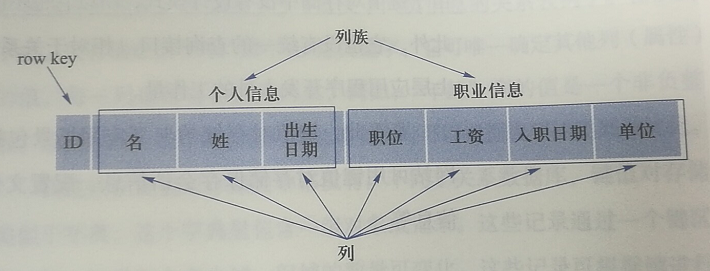 列族
row key
个人信息
职业信息
ID
名
姓
出生
日期
职位
工资
入职日期
单位
列